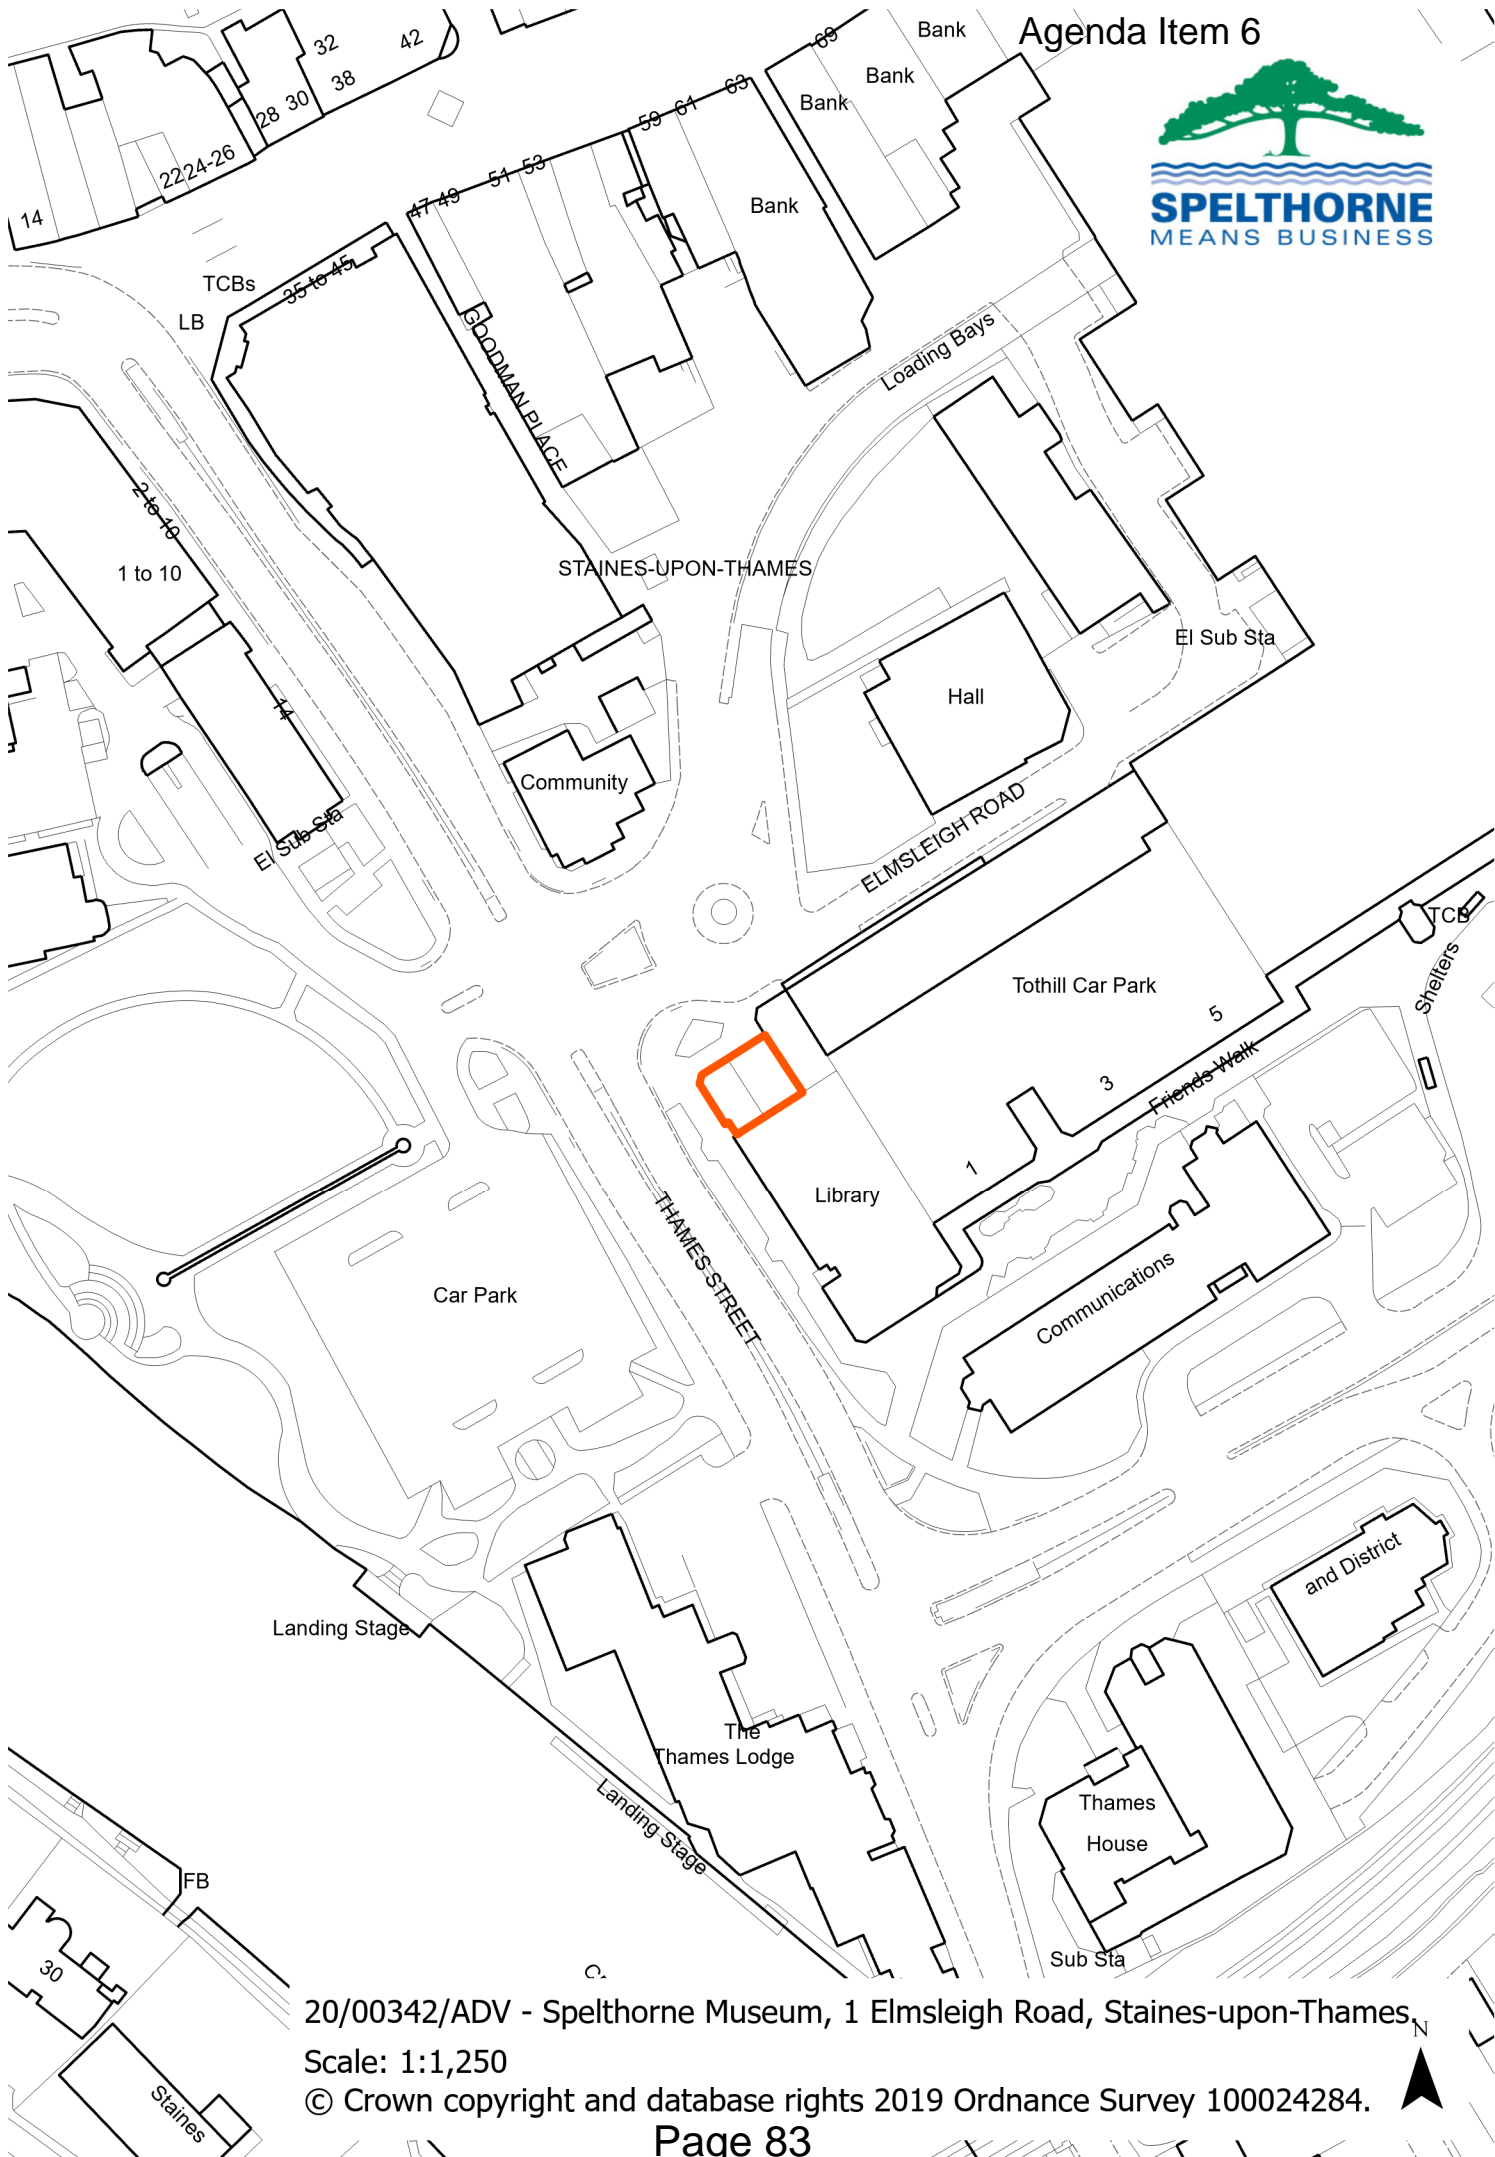 Agenda Item 6
SPELTHORNE
MEANS BUSINESS
32
42
38
30
28
24-26
22
14
69
Bank
Bank
Bank
63
61
59
53
51
47-49
Bank
TCBs
35 to 45
LB
GOODMAN PLACE
Loading Bays
2 to 10
1 to 10
STAINES-UPON-THAMES
El Sub Sta
14
Hall
Community
El Sub Sta
ELMSLEIGH ROAD
TCB
Shelters
Tothill Car Park
5
3
Friends Walk
1
Library
THAMES STREET
Car Park
Communications
and District
Landing Stage
The
Thames Lodge
Landing Stage
Thames
House
FB
30
Sub Sta
20/00342/ADV - Spelthorne Museum, 1 Elmsleigh Road, Staines-upon-Thames.
N
Scale: 1:1,250
© Crown copyright and database rights 2019 Ordnance Survey 100024284.
Staines
Page 83